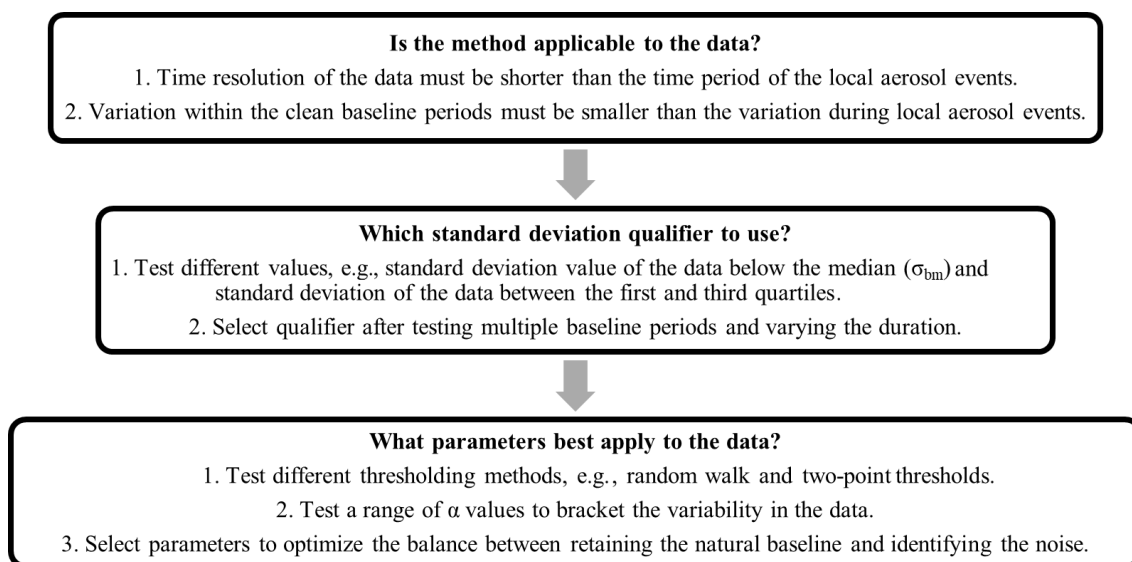 Is the method applicable to the data?
1. Time resolution of the data must be shorter than the time period of the local aerosol events.
2. Variation within the clean baseline periods must be smaller than the variation during local aerosol events.
Which standard deviation qualifier to use?
1. Test different values, e.g., standard deviation value of the data below the median (σbm) and
standard deviation of the data between the first and third quartiles.
2. Select qualifier after testing multiple baseline periods and varying the duration.
What parameters best apply to the data?
1. Test different thresholding methods, e.g., random walk and two-point thresholds.
2. Test a range of α values to bracket the variability in the data.
3. Select parameters to optimize the balance between retaining the natural baseline and identifying the noise.